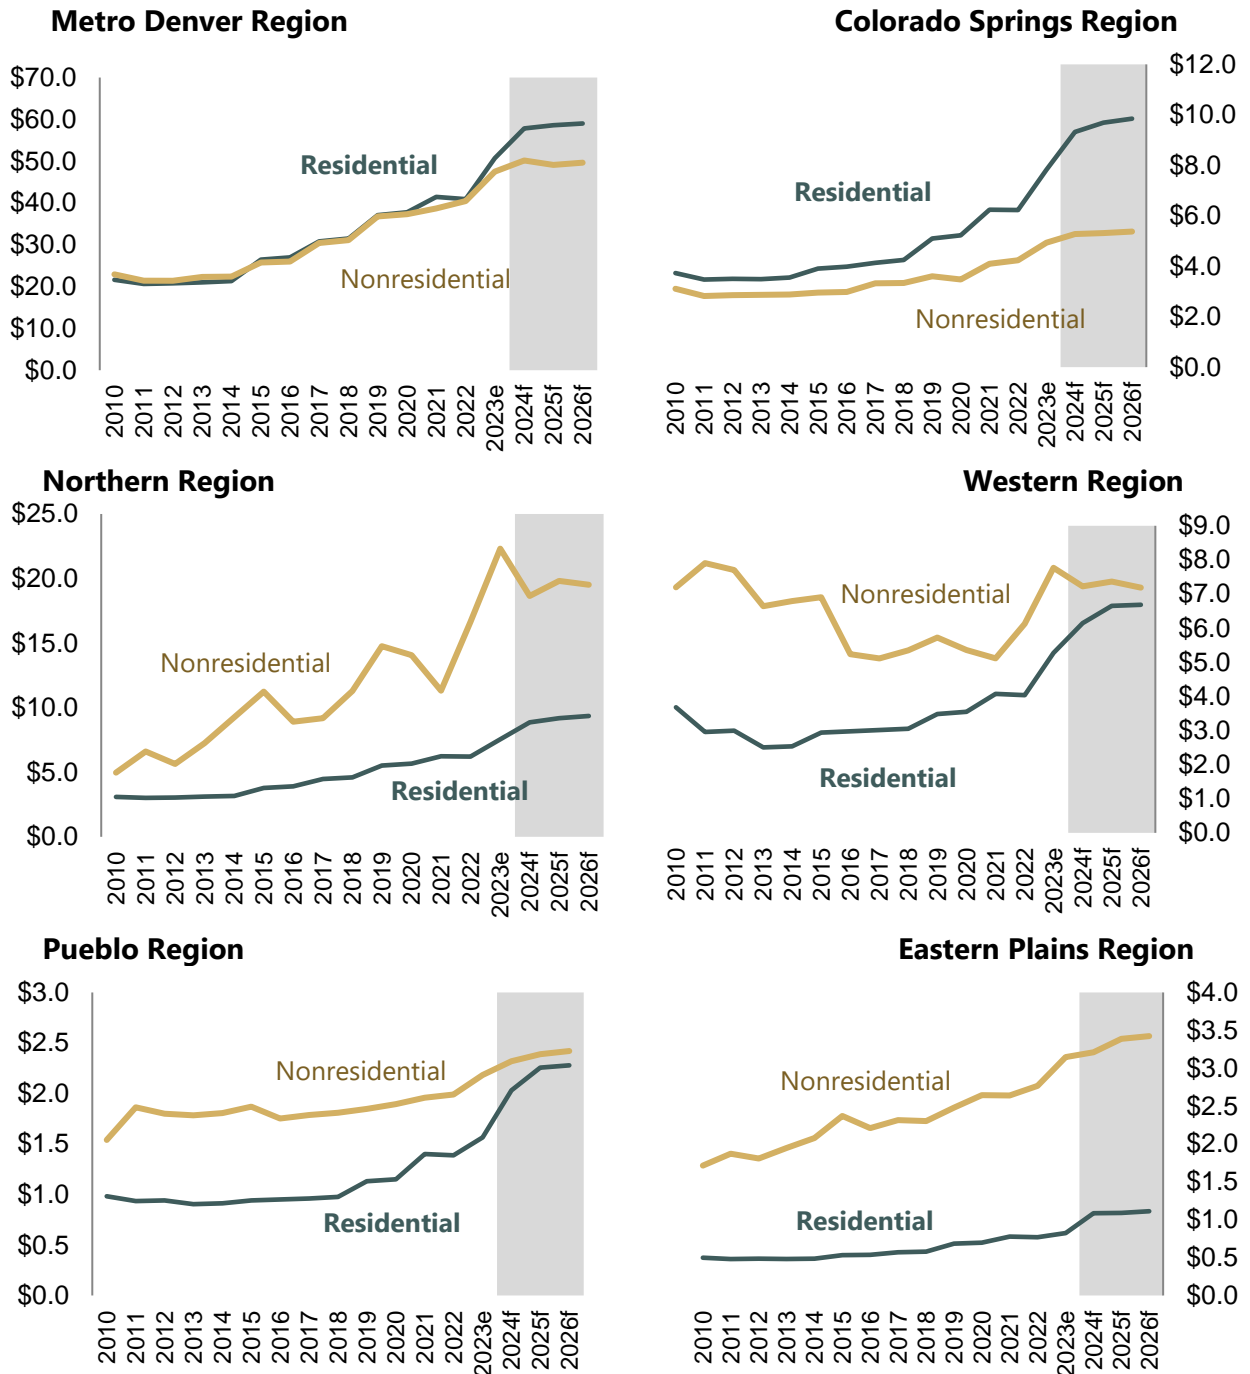 Metro Denver Region
$70.0
$60.0
$50.0
$40.0
$30.0
$20.0
$10.0
$0.0
Residential
Nonresidential
2010
2011
2012
2013
2014
2015
2016
2017
2018
2019
2020
2021
2022
2023e
2024f
2025f
2026f
Colorado Springs Region
$12.0
$10.0
$8.0
$6.0
$4.0
$2.0
$0.0
Residential
Nonresidential
2010
2011
2012
2013
2014
2015
2016
2017
2018
2019
2020
2021
2022
2023e
2024f
2025f
2026f
Northern Region
$25.0
$20.0
$15.0
$10.0
$5.0
$0.0
Nonresidential
Residential
2010
2011
2012
2013
2014
2015
2016
2017
2018
2019
2020
2021
2022
2023e
2024f
2025f
2026f
Western Region
$9.0
$8.0
$7.0
$6.0
$5.0
$4.0
$3.0
$2.0
$1.0
$0.0
Nonresidential
Residential
2010
2011
2012
2013
2014
2015
2016
2017
2018
2019
2020
2021
2022
2023e
2024f
2025f
2026f
Pueblo Region
$3.0
$2.5
$2.0
$1.5
$1.0
$0.5
$0.0
Nonresidential
Residential
2010
2011
2012
2013
2014
2015
2016
2017
2018
2019
2020
2021
2022
2023e
2024f
2025f
2026f
Eastern Plains Region
$4.0
$3.5
$3.0
$2.5
$2.0
$1.5
$1.0
$0.5
$0.0
Nonresidential
Residential
2010
2011
2012
2013
2014
2015
2016
2017
2018
2019
2020
2021
2022
2023e
2024f
2025f
2026f